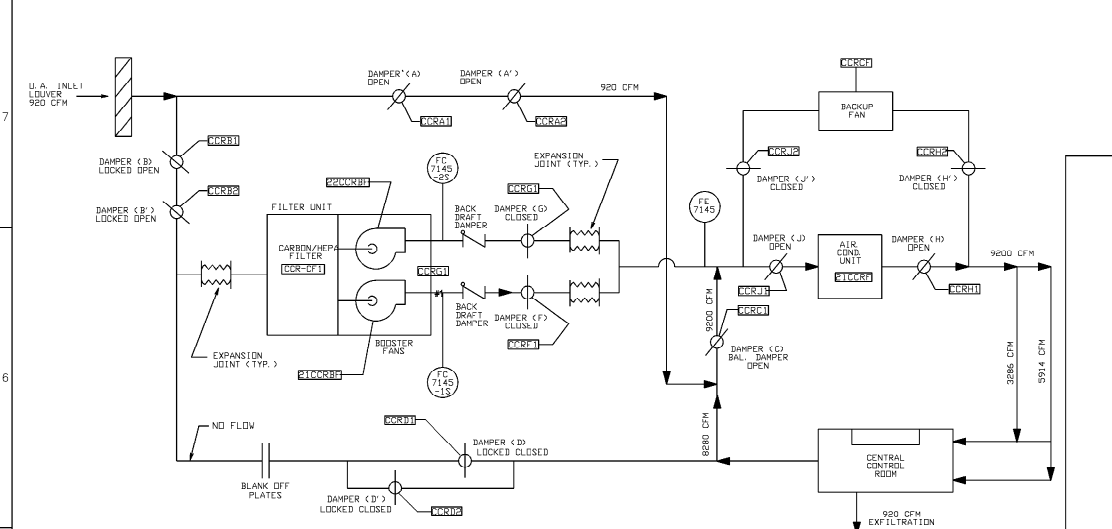 7
6
O.A. INLET
LOUVER
920 CFM
DAMPER'(A)
OPEN
DAMPER (A')
OPEN
920 CFM
CCRA1
CCRA2
CCRCF
BACKUP
FAN
CCRB1
DAMPER (B)
LOCKED OPEN
CCRB2
DAMPER (B')
LOCKED OPEN
FC
7145
-2S
EXPANSION
JOINT (TYP.)
CCRJ2
CCRH2
DAMPER (J')
CLOSED
DAMPER (H')
CLOSED
22CCRBF
CCRG1
FE
7145
FILTER UNIT
BACK
DRAFT
DAMPER
DAMPER (G)
CLOSED
CARBON/HEPA
FILTER
CCR-CF1
CCRG1
DAMPER (J)
OPEN
AIR
COND.
UNIT
21CCRF
DAMPER (H)
OPEN
9200 CFM
CCRJ1
CCRH1
#1
BACK
DRAFT
DAMPER
DAMPER (F)
CLOSED
CCRF1
9200 CFM
CCRC1
DAMPER (C)
BAL. DAMPER
OPEN
BOOSTER
FANS
EXPANSION
JOINT (TYP.)
21CCRBF
FC
7145
-1S
3286 CFM
5914 CFM
NO FLOW
CCRD1
DAMPER (D)
LOCKED CLOSED
8280 CFM
CENTRAL
CONTROL
ROOM
BLANK OFF
PLATES
DAMPER (D')
LOCKED CLOSED
CCRD2
920 CFM
EXFILTRATION